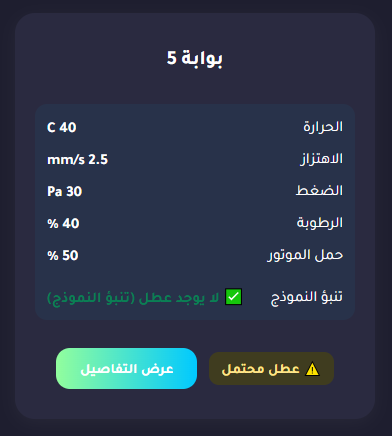 بوابة 5
الحرارة 40 C
الاهتزاز 2.5 mm/s
الضغط 30 Pa
الرطوبة 40 %
حمل الموتور 50 %
تنبؤ النموذج ✅ لا يوجد عطل (تنبؤ النموذج)
⚠️ عطل محتمل عرض التفاصيل